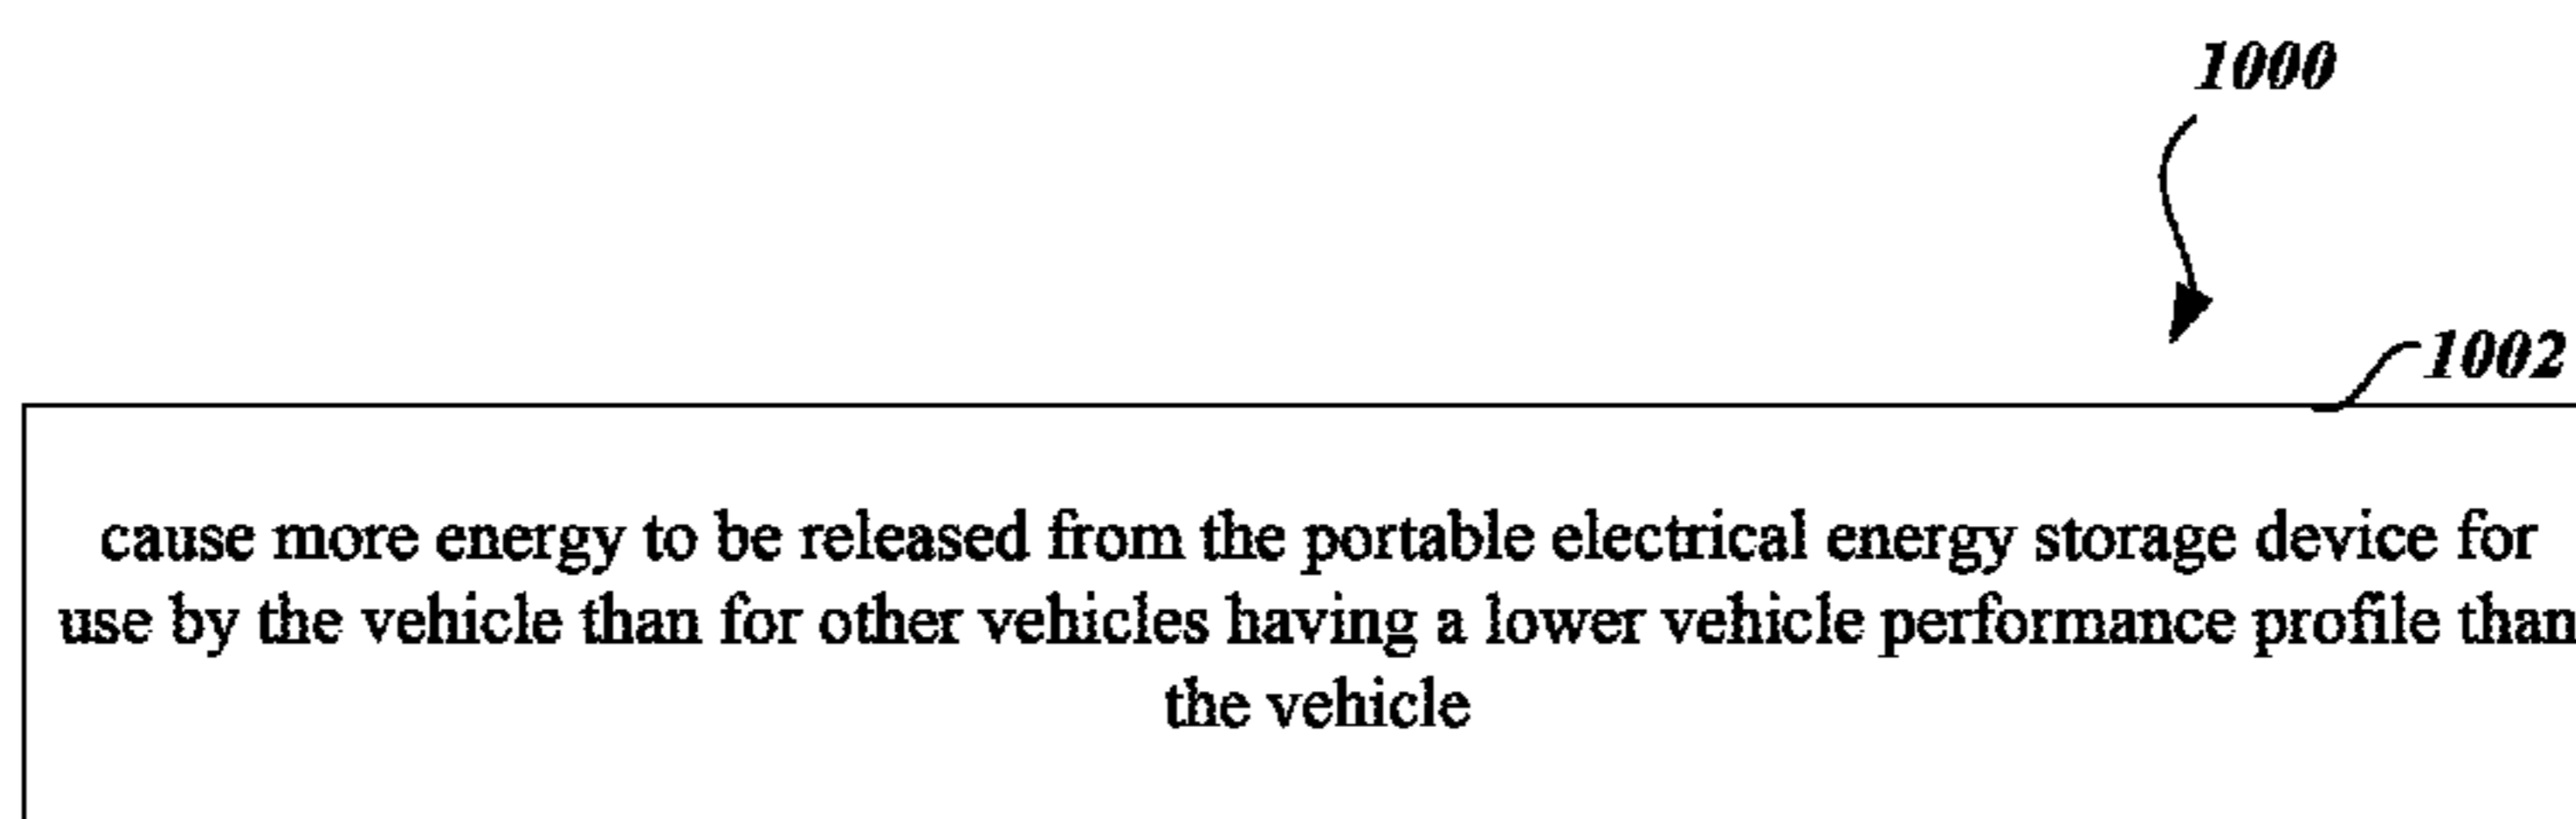 1000
1002
cause more energy to be released from the portable electrical energy storage device for
use by the vehicle than for other vehicles having a lower vehicle performance profile than
the vehicle